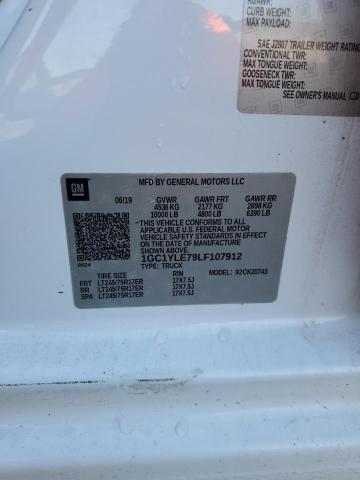 RGAWR:
CURB WEIGHT:
MAX PAYLOAD:
SAE J2807 TRAILER WEIGHT RATING
CONVENTIONAL TWR:
MAX TONGUE WEIGHT:
GOOSENECK TWR:
MAX TONGUE WEIGHT:
SEE OWNER'S MANUAL
GM
MFD BY GENERAL MOTORS LLC
06/19 GVWR GAWR FRT GAWR RR
4536 KG 2177 KG 2898 KG
10000 LB 4800 LB 6390 LB
THIS VEHICLE CONFORMS TO ALL
APPLICABLE U.S. FEDERAL MOTOR
VEHICLE SAFETY STANDARDS IN
EFFECT ON THE DATE OF
MANUFACTURE SHOWN ABOVE.
1GC1YLE79LF107912
TYPE: TRUCK
TIRE SIZE RIM 92CK20743
FRT LT245/75R17ER 17X7.5J
RR LT245/75R17ER 17X7.5J
SPA LT245/75R17ER 17X7.5J